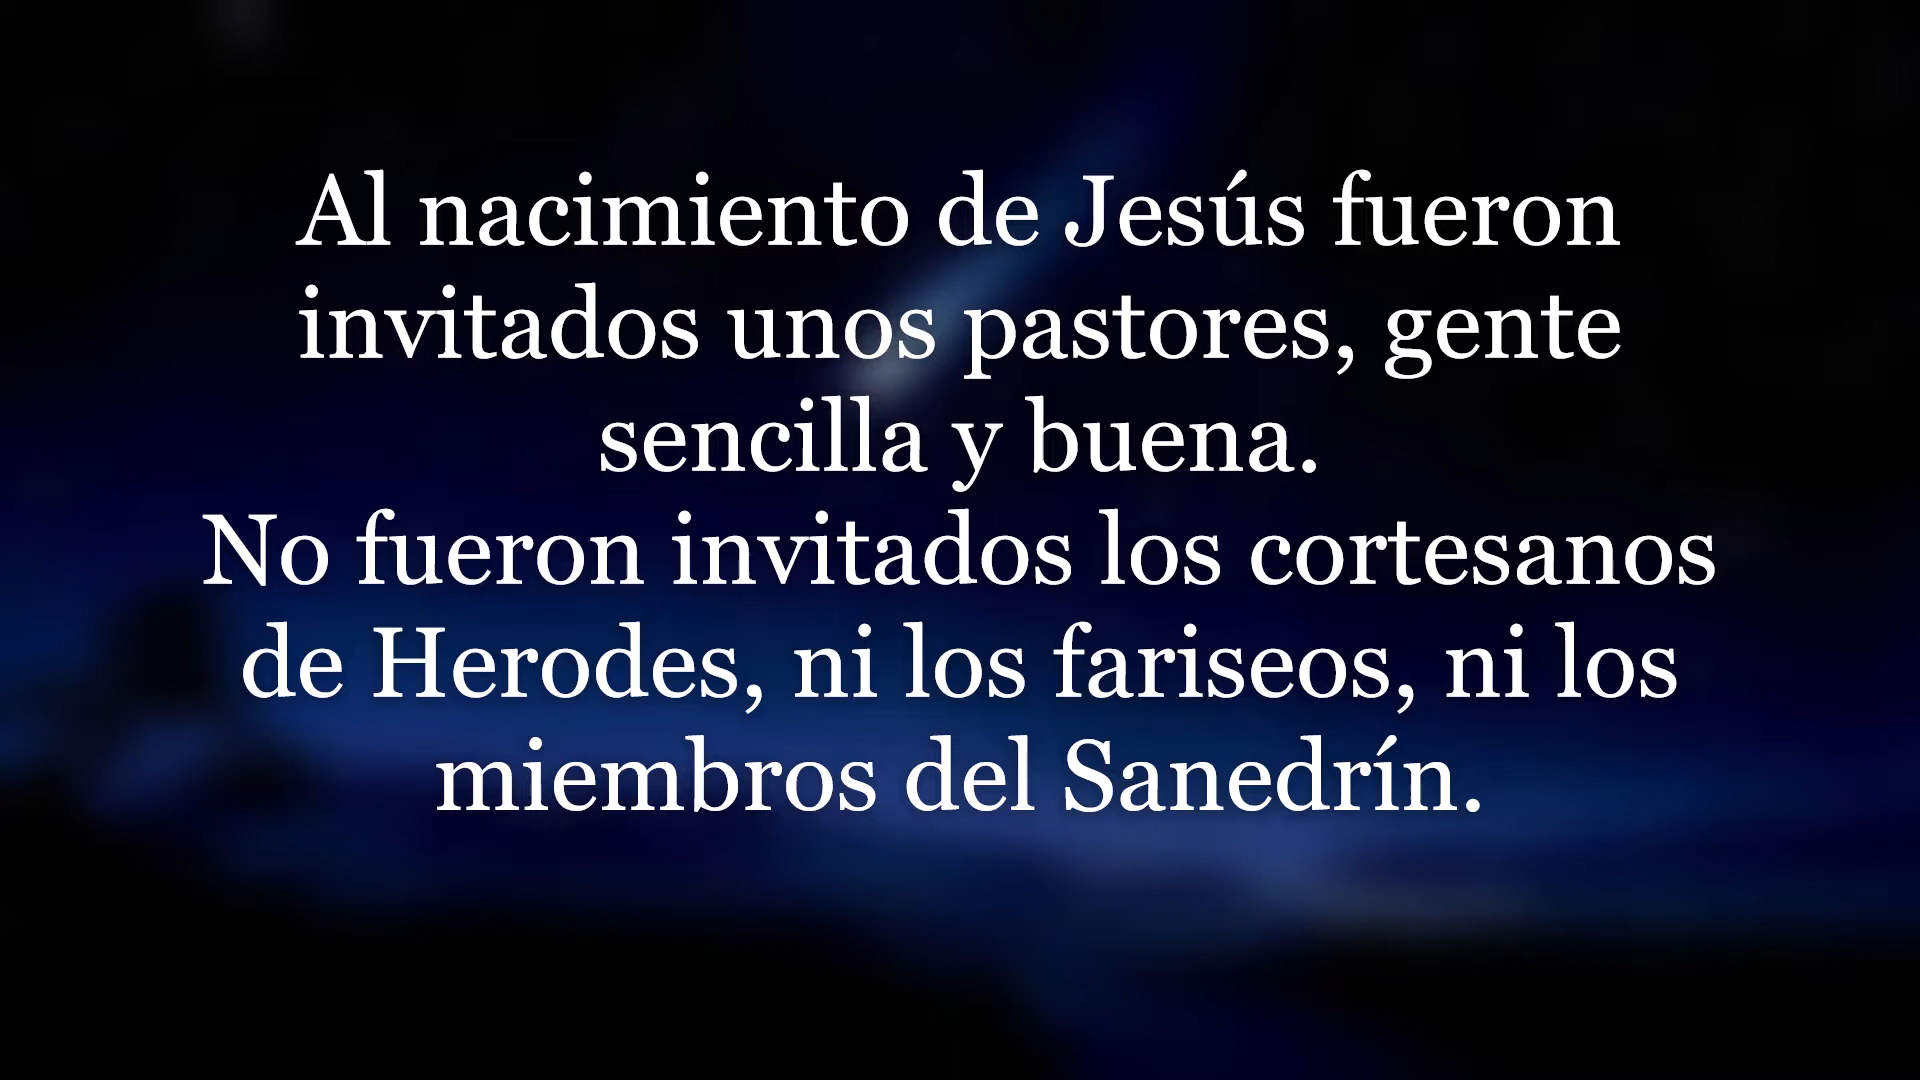 Al nacimiento de Jesús fueron
invitados unos pastores, gente
sencilla y buena.
No fueron invitados los cortesanos
de Herodes, ni los fariseos, ni los
miembros del Sanedrín.